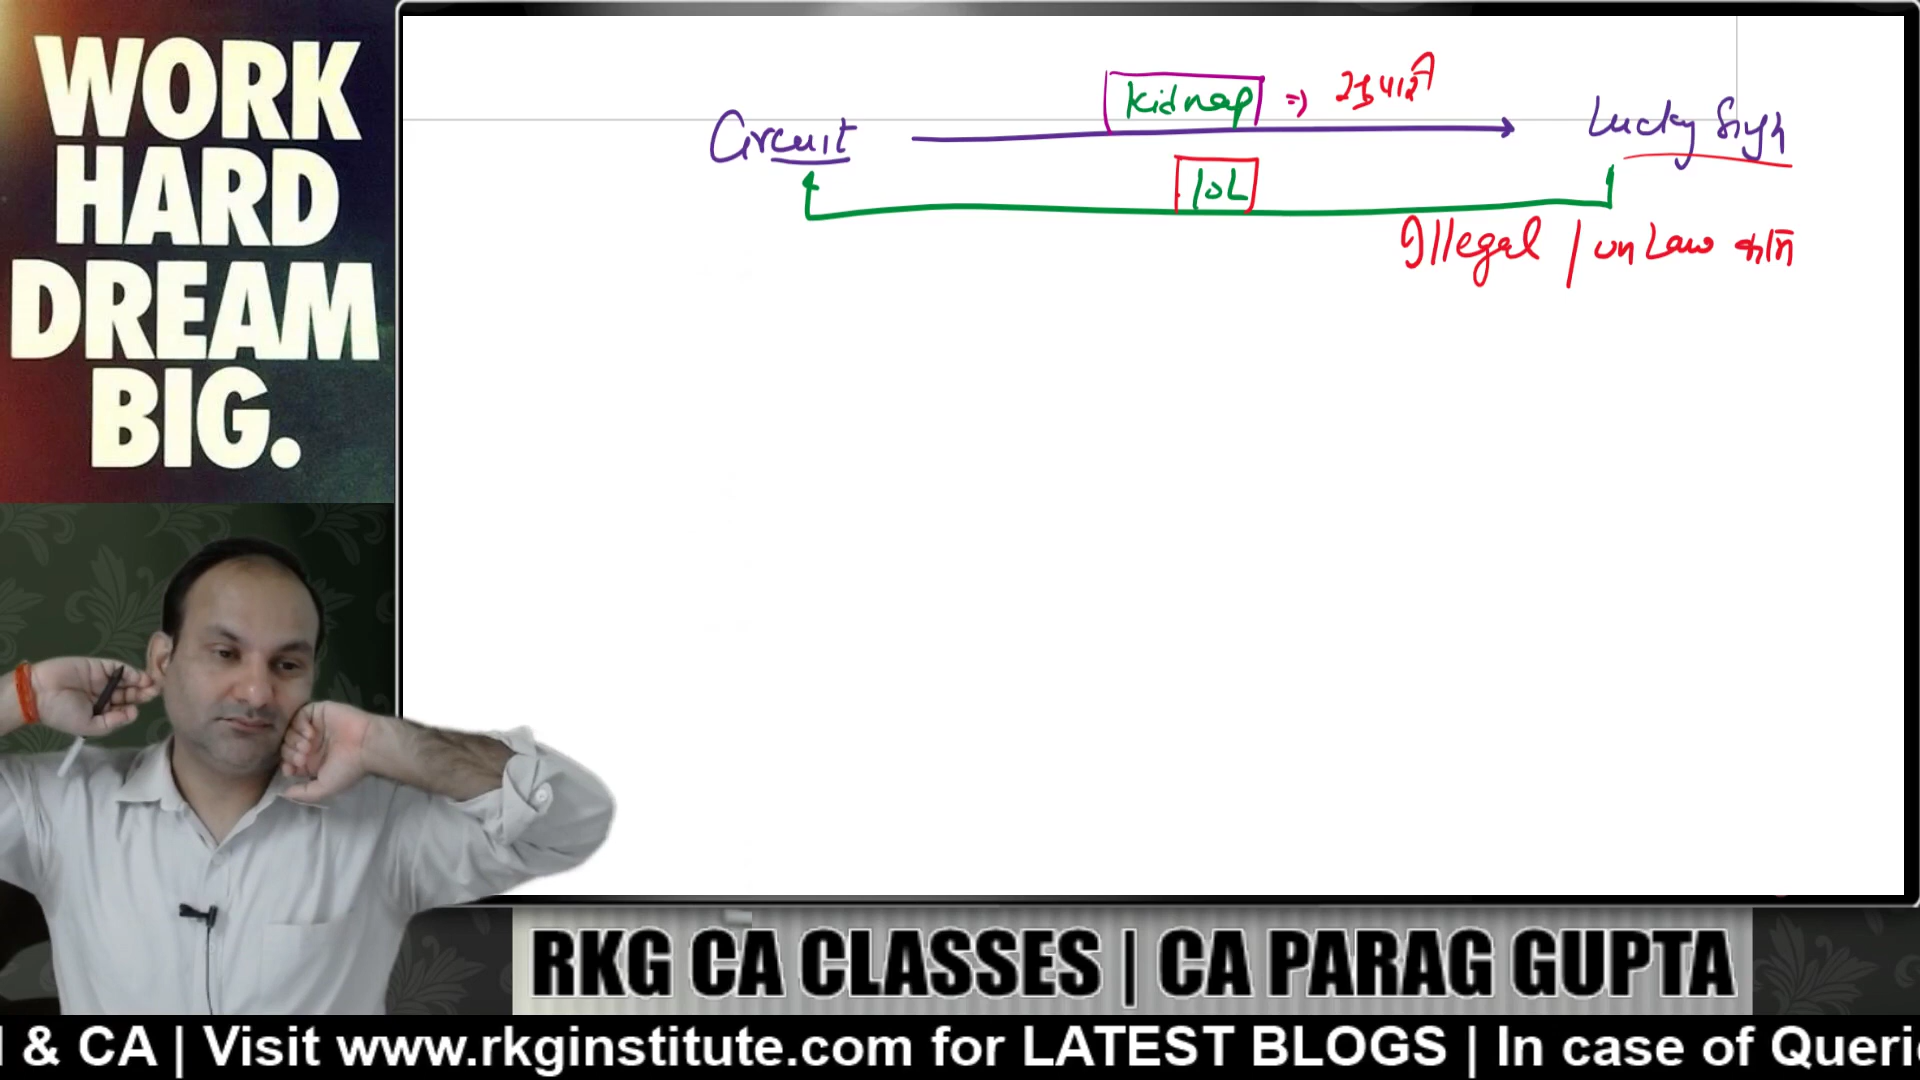 WORK
HARD
DREAM
BIG.
kidnap =>
Circuit
Lucky Singh
10L
Illegal / un Law
RKG CA CLASSES | CA PARAG GUPTA
& CA | Visit www.rkginstitute.com for LATEST BLOGS | In case of Queri